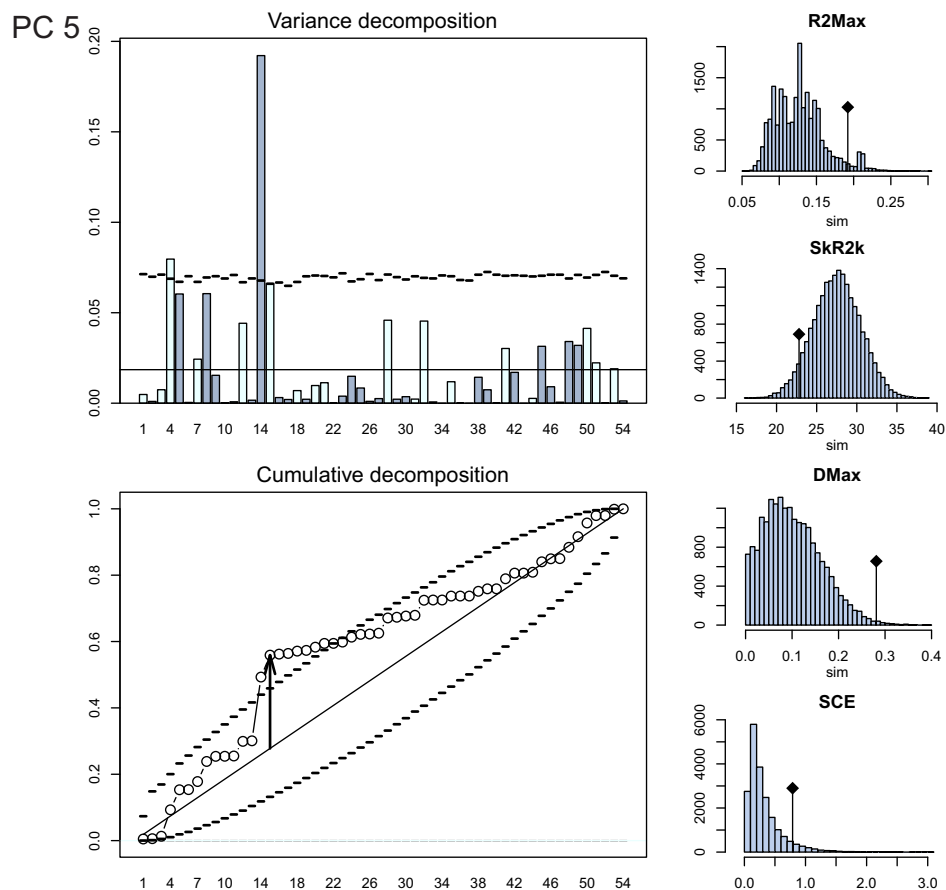 PC 5
Variance decomposition
0.20
0.15
0.10
0.05
0.00
1 4 7 10 14 18 22 26 30 34 38 42 46 50 54
Cumulative decomposition
1.0
0.8
0.6
0.4
0.2
0.0
1 4 7 10 14 18 22 26 30 34 38 42 46 50 54
R2Max
1500
500
0
0.05 0.15 0.25
sim
SkR2k
1400
800
400
0
15 20 25 30 35 40
sim
DMax
800
400
0
0.0 0.1 0.2 0.3 0.4
sim
SCE
6000
4000
2000
0
0.0 1.0 2.0 3.0